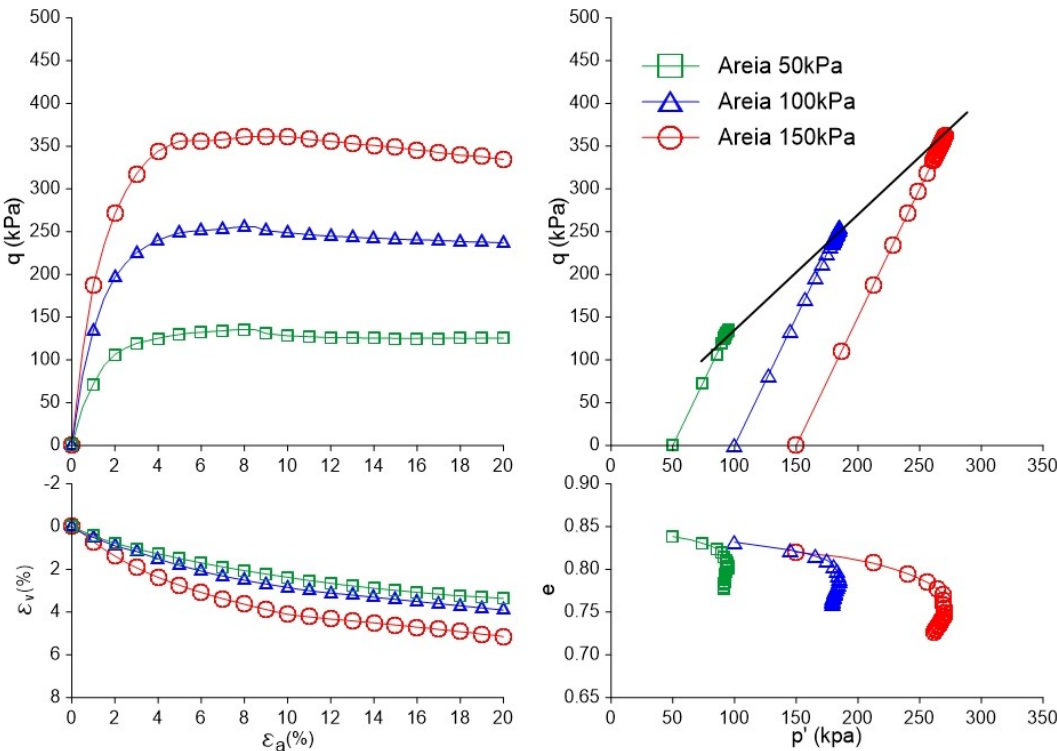 500
450
400
350
300
250
200
150
100
50
0
q (kPa)
0 2 4 6 8 10 12 14 16 18 20
500
450
400
350
300
250
200
150
100
50
0
q (kPa)
0 50 100 150 200 250 300 350
Areia 50kPa
Areia 100kPa
Areia 150kPa
-2
0
2
4
6
8
εv(%)
0 2 4 6 8 10 12 14 16 18 20
εa(%)
0.90
0.85
0.80
0.75
0.70
0.65
e
0 50 100 150 200 250 300 350
p' (kpa)